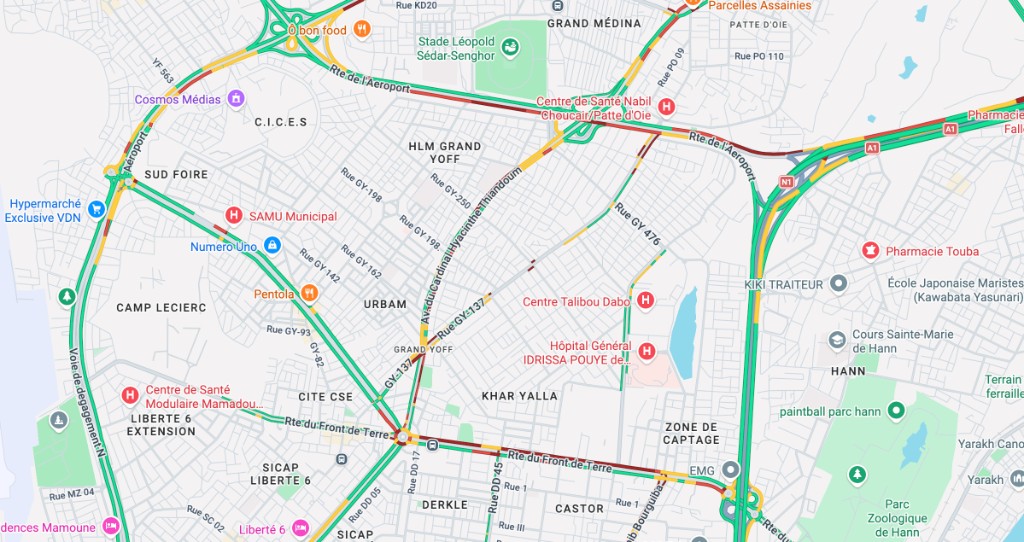 Rue KD20
Parcelles Assainies
GRAND MÉDINA
PATTE D'OIE
O bon food
Stade Léopold
Sédar-Senghor
Rue PO 09
Rue PO 110
YF 563
Rte de l'Aeroport
Cosmos Médias
Centre de Santé Nabil
Choucair/Patte d'Oie
Pharmacie
A1
A1
C.I.C.E.S
Rte de l'Aeroport
HLM GRAND
YOFF
Aéroport
SUD FOIRE
Rue GY-198
Rue GY-250
N1
Hypermarché
Exclusive VDN
SAMU Municipal
Rue GY 198
Rue GY 476
Av. du Cardinal Hyacinthe Thiandoum
Numero Uno
Rue GY 142
Rue GY 162
Pharmacie Touba
KIKI TRAITEUR
École Japonaise Maristes
(Kawabata Yasunari)
Pentola
URBAM
Rue GY-137
Centre Talibou Dabo
CAMP LECIERC
Rue GY-93
GY-82
GRAND YOFF
Hôpital Général
IDRISSA POUYE de...
Cours Sainte-Marie
de Hann
HANN
Voie de degagement N
GY-137
Centre de Santé
Modulaire Mamadou...
CITE CSE
KHAR YALLA
Terrain
ferraille
paintball parc hann
LIBERTE 6
EXTENSION
Rte du Front de Terre
ZONE DE
CAPTAGE
Yarakh Cano
Yarakh
SICAP
LIBERTE 6
Rue DD 17
Rte du Front de Terre
EMG
Rue MZ 04
Rue DD 05
Rue DD 45
Rue 1
Rue 1
DERKLE
CASTOR
ib Bourguiba
Parc
Zoologique
de Hann
Rue SC 02
dences Mamoune
Liberté 6
SICAP
Rue III
Rte du